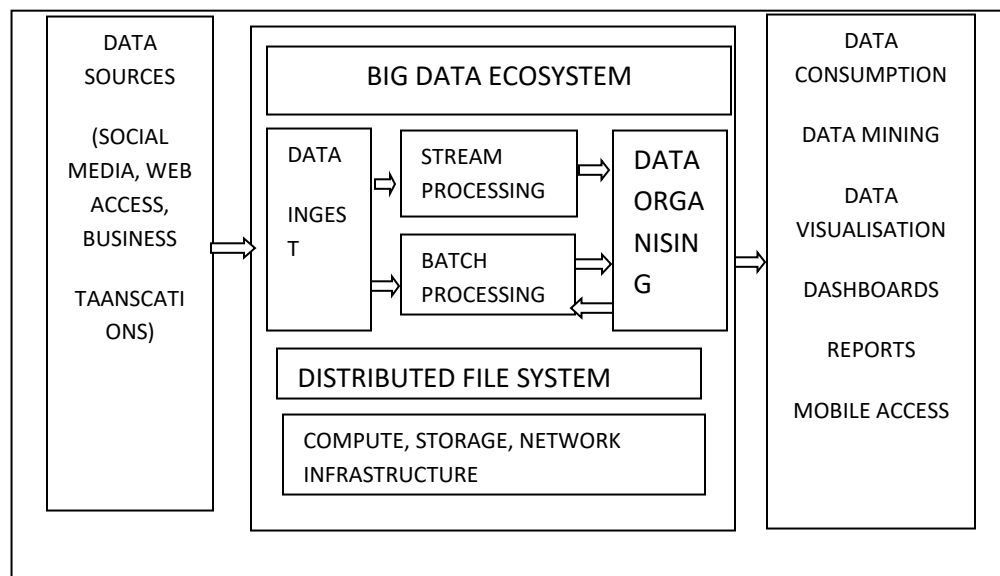 DATA
SOURCES
(SOCIAL
MEDIA, WEB
ACCESS,
BUSINESS
TAANSCATI
ONS)
BIG DATA ECOSYSTEM
DATA
INGES
T
STREAM
PROCESSING
BATCH
PROCESSING
DATA
ORGA
NISIN
G
DISTRIBUTED FILE SYSTEM
COMPUTE, STORAGE, NETWORK
INFRASTRUCTURE
DATA
CONSUMPTION
DATA MINING
DATA
VISUALISATION
DASHBOARDS
REPORTS
MOBILE ACCESS